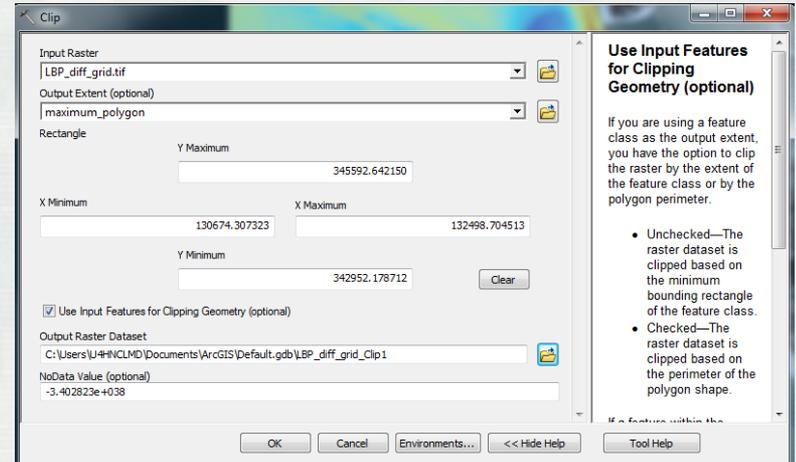 Clip
Input Raster
LBP_diff_grid.tif
Output Extent (optional)
maximum_polygon
Rectangle
Y Maximum
345592.642150
X Minimum
X Maximum
130674.307323
132498.704513
Y Minimum
342952.178712
Clear
Use Input Features for Clipping Geometry (optional)
Output Raster Dataset
C:\Users\U4HNCLMD\Documents\ArcGIS\Default.gdb\LBP_diff_grid_Clip1
NoData Value (optional)
-3.402823e+038
OK
Cancel
Environments...
<< Hide Help
Tool Help
Use Input Features
for Clipping
Geometry (optional)
If you are using a feature
class as the output extent,
you have the option to clip
the raster by the extent of
the feature class or by the
polygon perimeter.
• Unchecked—The
raster dataset is
clipped based on
the minimum
bounding rectangle
of the feature class.
• Checked—The
raster dataset is
clipped based on
the perimeter of the
polygon shape.
If a feature within the